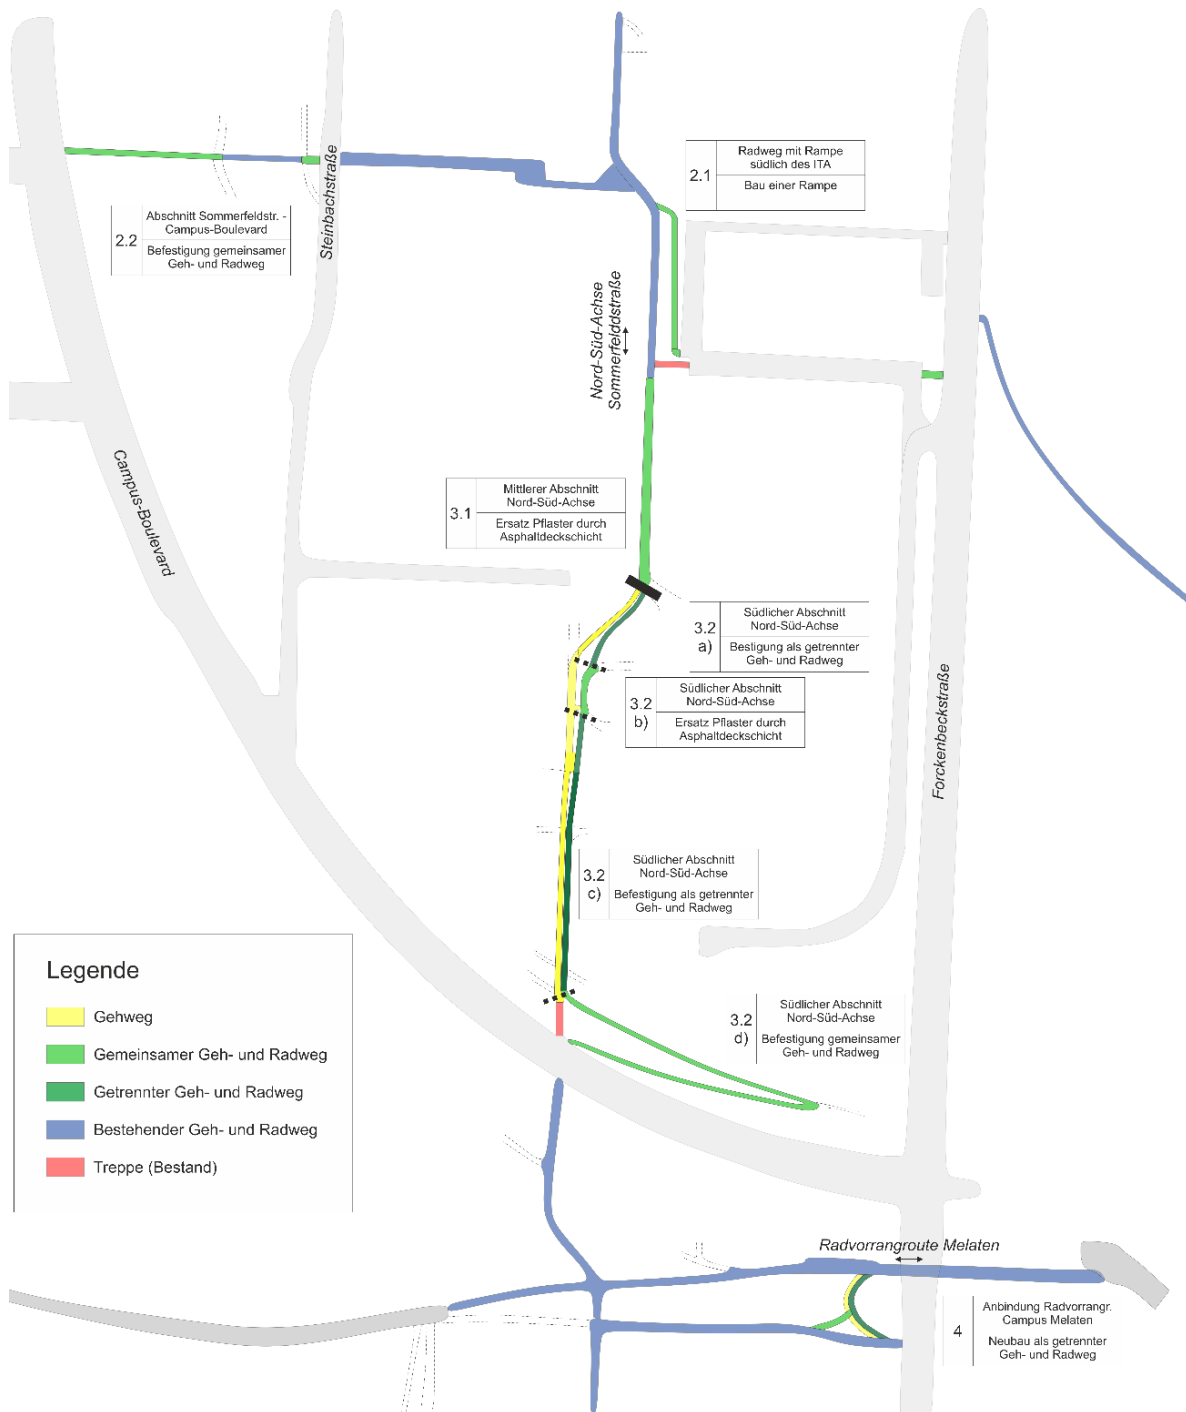 2.1
Radweg mit Rampe
südlich des ITA
Bau einer Rampe
2.2
Abschnitt Sommerfeldstr. -
Campus-Boulevard
Befestigung gemeinsamer
Geh- und Radweg
Steinbachstraße
Nord-Süd-Achse
Sommerfelddstraße
Campus-Boulevard
3.1
Mittlerer Abschnitt
Nord-Süd-Achse
Ersatz Pflaster durch
Asphaltdeckschicht
3.2
a)
Südlicher Abschnitt
Nord-Süd-Achse
Bestigung als getrennter
Geh- und Radweg
3.2
b)
Südlicher Abschnitt
Nord-Süd-Achse
Ersatz Pflaster durch
Asphaltdeckschicht
Forckenbeckstraße
3.2
c)
Südlicher Abschnitt
Nord-Süd-Achse
Befestigung als getrennter
Geh- und Radweg
3.2
d)
Südlicher Abschnitt
Nord-Süd-Achse
Befestigung gemeinsamer
Geh- und Radweg
Legende
Gehweg
Gemeinsamer Geh- und Radweg
Getrennter Geh- und Radweg
Bestehender Geh- und Radweg
Treppe (Bestand)
Radvorrangroute Melaten
4
Anbindung Radvorrangr.
Campus Melaten
Neubau als getrennter
Geh- und Radweg